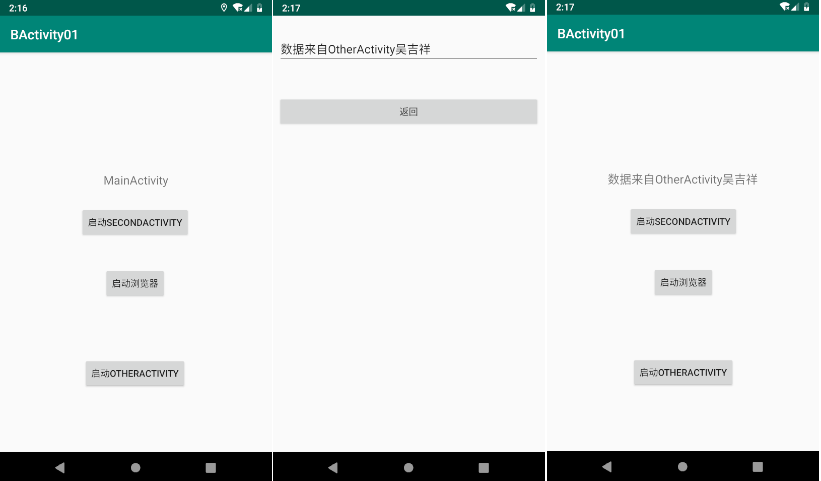 2:16
BActivity01
MainActivity
启动SECONDACTIVITY
启动浏览器
启动OTHERACTIVITY
2:17
数据来自OtherActivity吴吉祥
返回
2:17
BActivity01
数据来自OtherActivity吴吉祥
启动SECONDACTIVITY
启动浏览器
启动OTHERACTIVITY